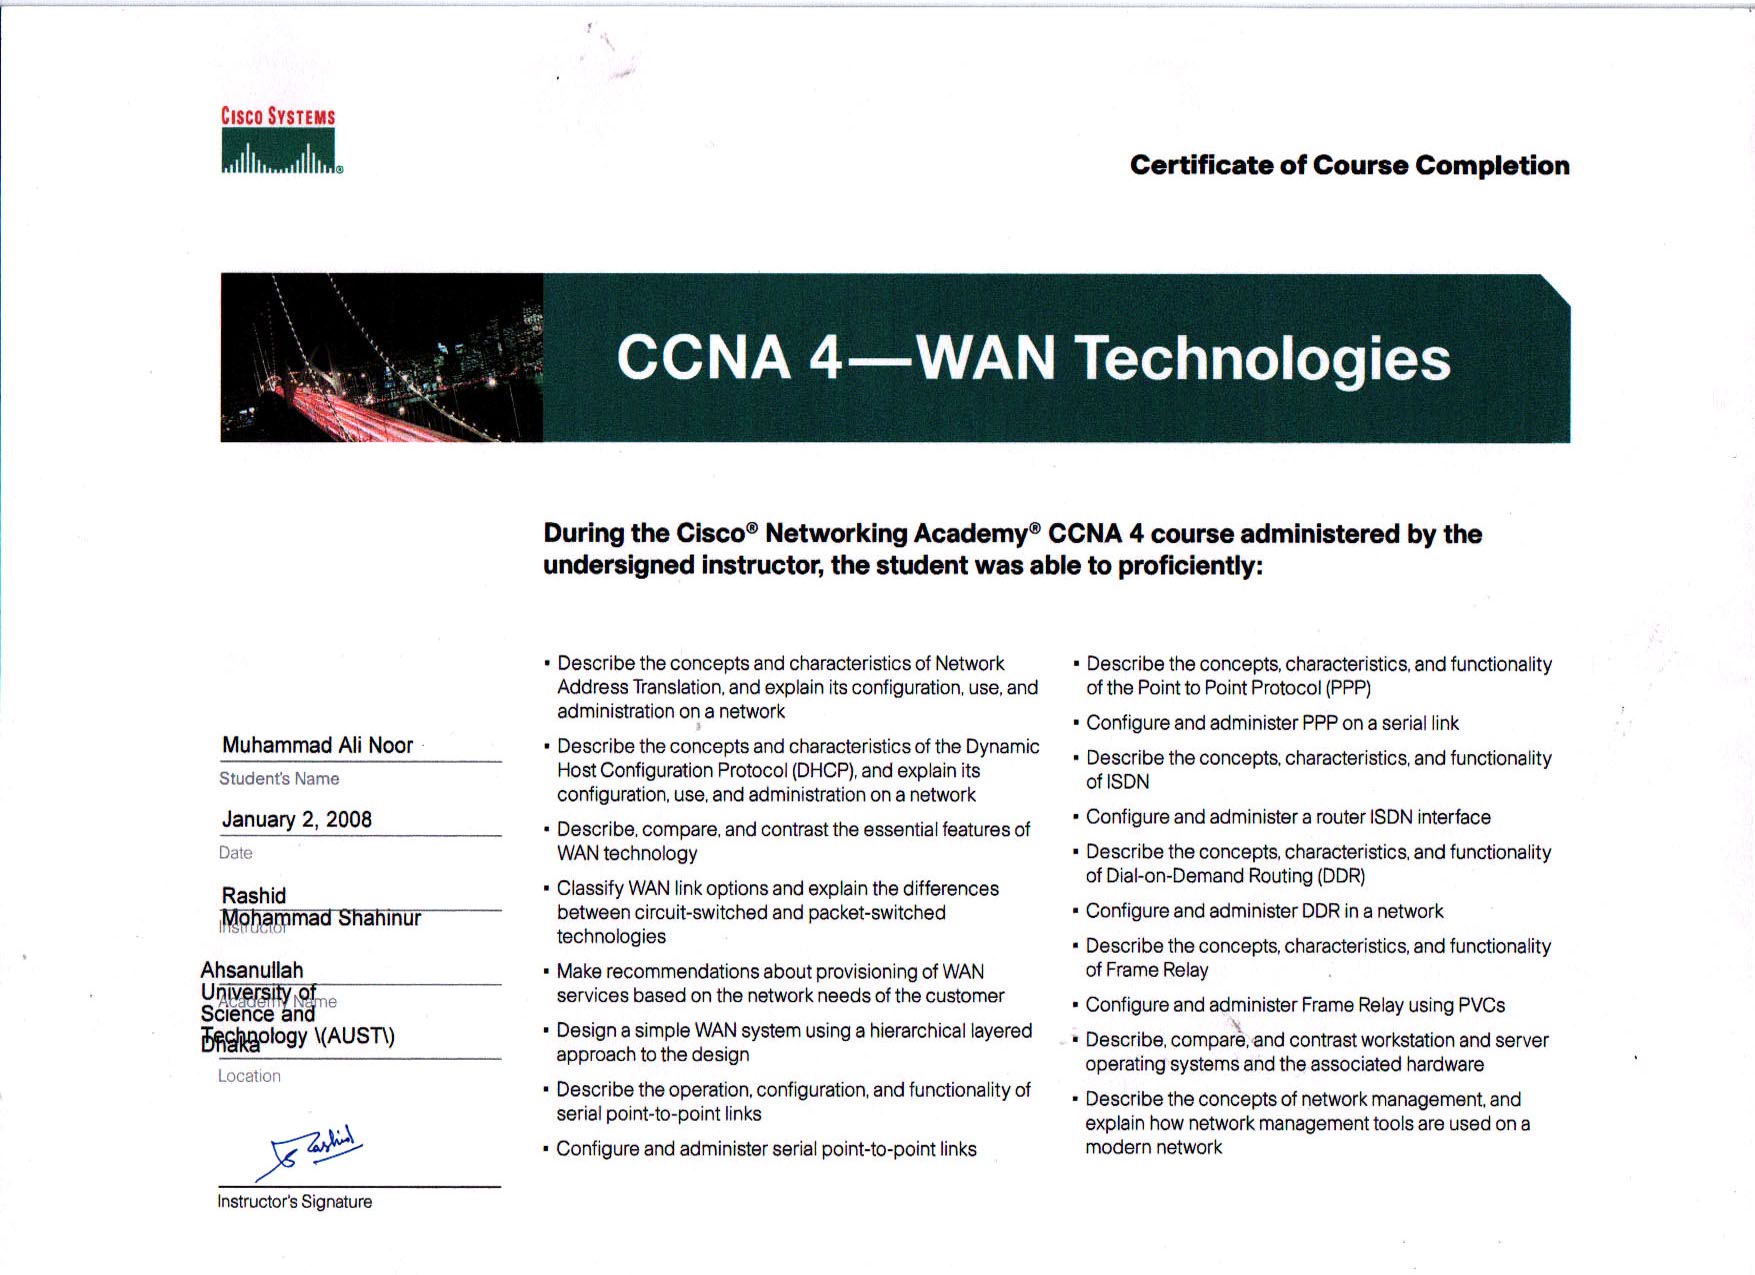 CISCO SYSTEMS
®
Certificate of Course Completion
CCNA 4—WAN Technologies
During the Cisco® Networking Academy® CCNA 4 course administered by the
undersigned instructor, the student was able to proficiently:
Muhammad Ali Noor
Student's Name
January 2, 2008
Date
Rashid
Mohammad Shahinur
Instructor
Ahsanullah
University of
Academy Name
Science and
Technology \(AUST\)
Dhaka
Location
Rashid
Instructor's Signature
▪ Describe the concepts and characteristics of Network
Address Translation, and explain its configuration, use, and
administration on a network
▪ Describe the concepts and characteristics of the Dynamic
Host Configuration Protocol (DHCP), and explain its
configuration, use, and administration on a network
▪ Describe, compare, and contrast the essential features of
WAN technology
▪ Classify WAN link options and explain the differences
between circuit-switched and packet-switched
technologies
▪ Make recommendations about provisioning of WAN
services based on the network needs of the customer
▪ Design a simple WAN system using a hierarchical layered
approach to the design
▪ Describe the operation, configuration, and functionality of
serial point-to-point links
▪ Configure and administer serial point-to-point links
▪ Describe the concepts, characteristics, and functionality
of the Point to Point Protocol (PPP)
▪ Configure and administer PPP on a serial link
▪ Describe the concepts, characteristics, and functionality
of ISDN
▪ Configure and administer a router ISDN interface
▪ Describe the concepts, characteristics, and functionality
of Dial-on-Demand Routing (DDR)
▪ Configure and administer DDR in a network
▪ Describe the concepts, characteristics, and functionality
of Frame Relay
▪ Configure and administer Frame Relay using PVCs
▪ Describe, compare, and contrast workstation and server
operating systems and the associated hardware
▪ Describe the concepts of network management, and
explain how network management tools are used on a
modern network